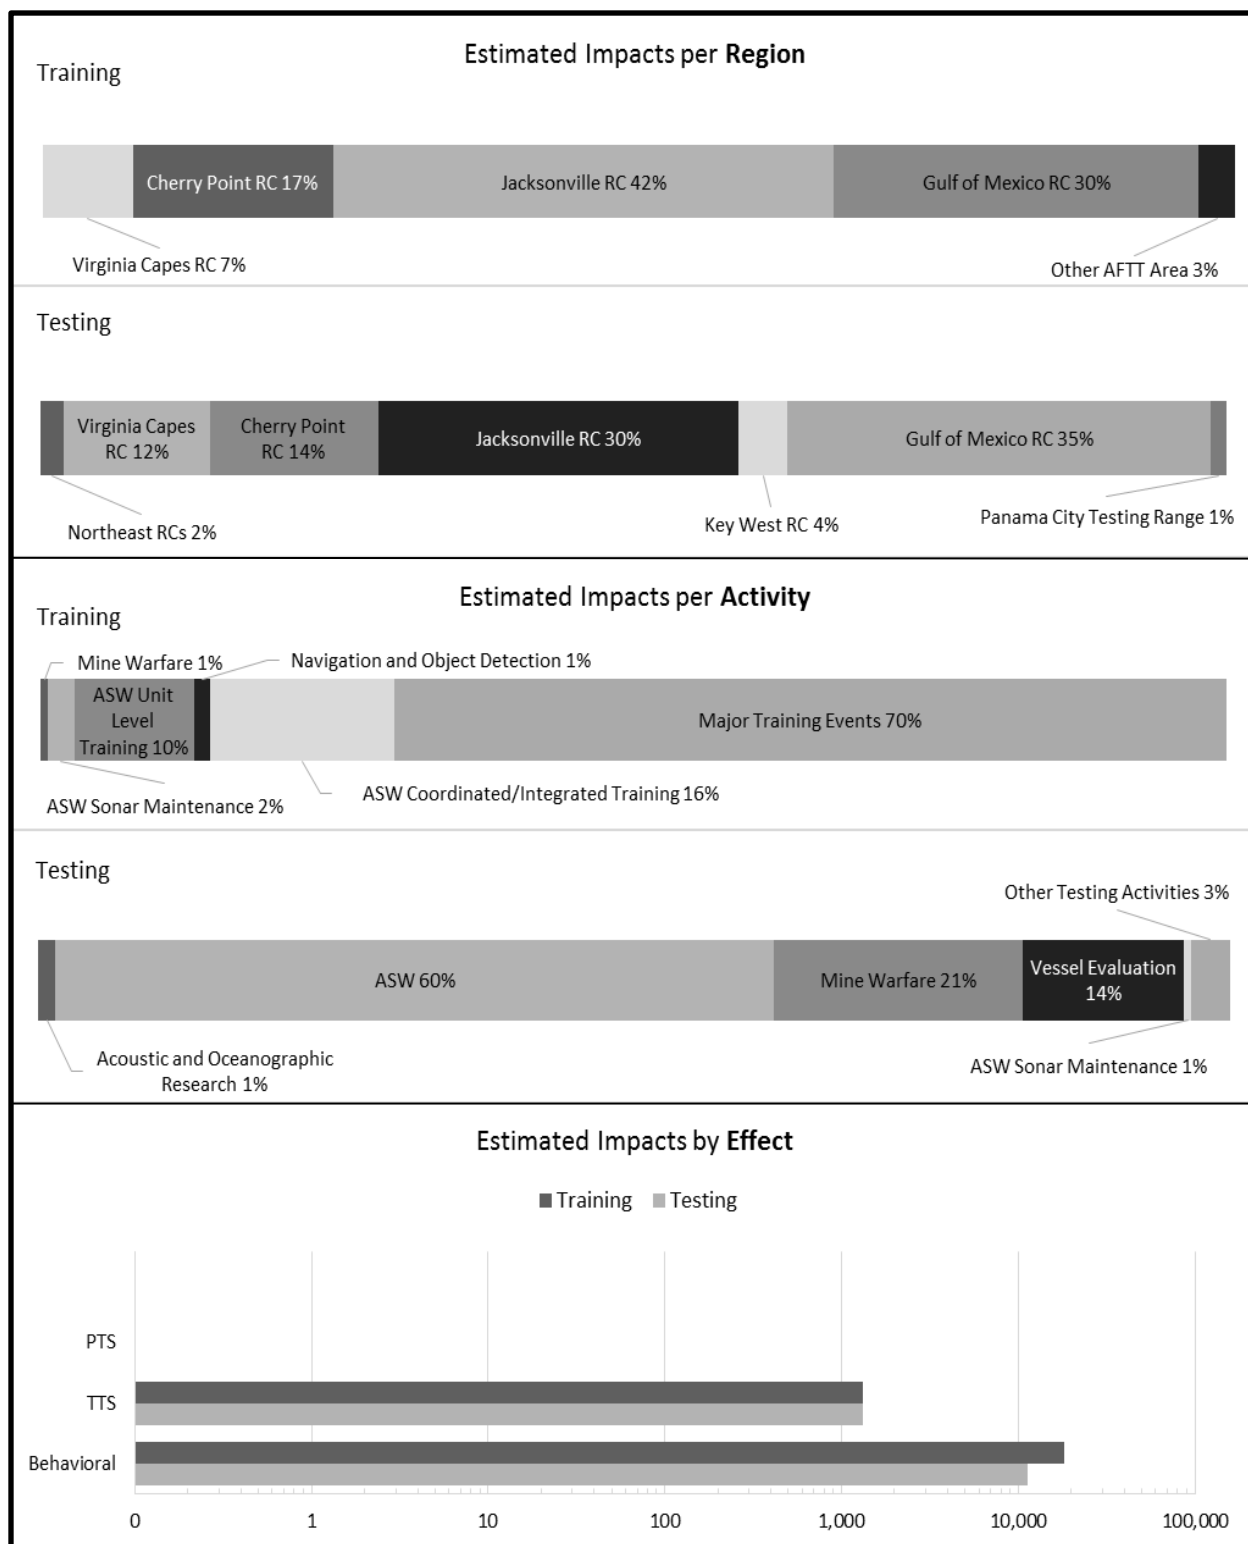 Estimated Impacts per Region
Training
Cherry Point RC 17%
Jacksonville RC 42%
Gulf of Mexico RC 30%
Virginia Capes RC 7%
Other AFTT Area 3%
Testing
Virginia Capes
RC 12%
Cherry Point
RC 14%
Jacksonville RC 30%
Gulf of Mexico RC 35%
Northeast RCs 2%
Key West RC 4%
Panama City Testing Range 1%
Estimated Impacts per Activity
Training
Mine Warfare 1%
Navigation and Object Detection 1%
ASW Unit
Level
Training 10%
Major Training Events 70%
ASW Sonar Maintenance 2%
ASW Coordinated/Integrated Training 16%
Testing
Other Testing Activities 3%
ASW 60%
Mine Warfare 21%
Vessel Evaluation
14%
Acoustic and Oceanographic
Research 1%
ASW Sonar Maintenance 1%
Estimated Impacts by Effect
Training
Testing
PTS
TTS
Behavioral
0
1
10
100
1,000
10,000
100,000